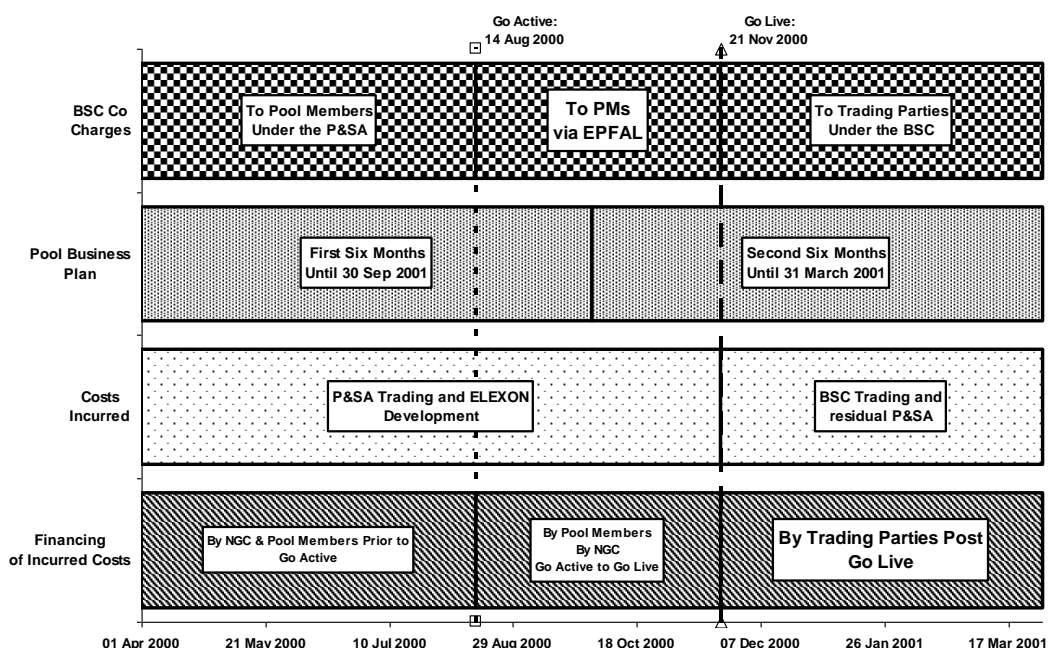 Go Active:
14 Aug 2000
Go Live:
21 Nov 2000
BSC Co
Charges
To Pool Members
Under the P&SA
To PMs
via EPFAL
To Trading Parties
Under the BSC
Pool Business
Plan
First Six Months
Until 30 Sep 2001
Second Six Months
Until 31 March 2001
Costs
Incurred
P&SA Trading and ELEXON
Development
BSC Trading and
residual P&SA
Financing
of Incurred Costs
By NGC & Pool Members Prior to
Go Active
By Pool Members
By NGC
Go Active to Go Live
By Trading Parties Post
Go Live
01 Apr 2000 21 May 2000 10 Jul 2000 29 Aug 2000 18 Oct 2000 07 Dec 2000 26 Jan 2001 17 Mar 2001